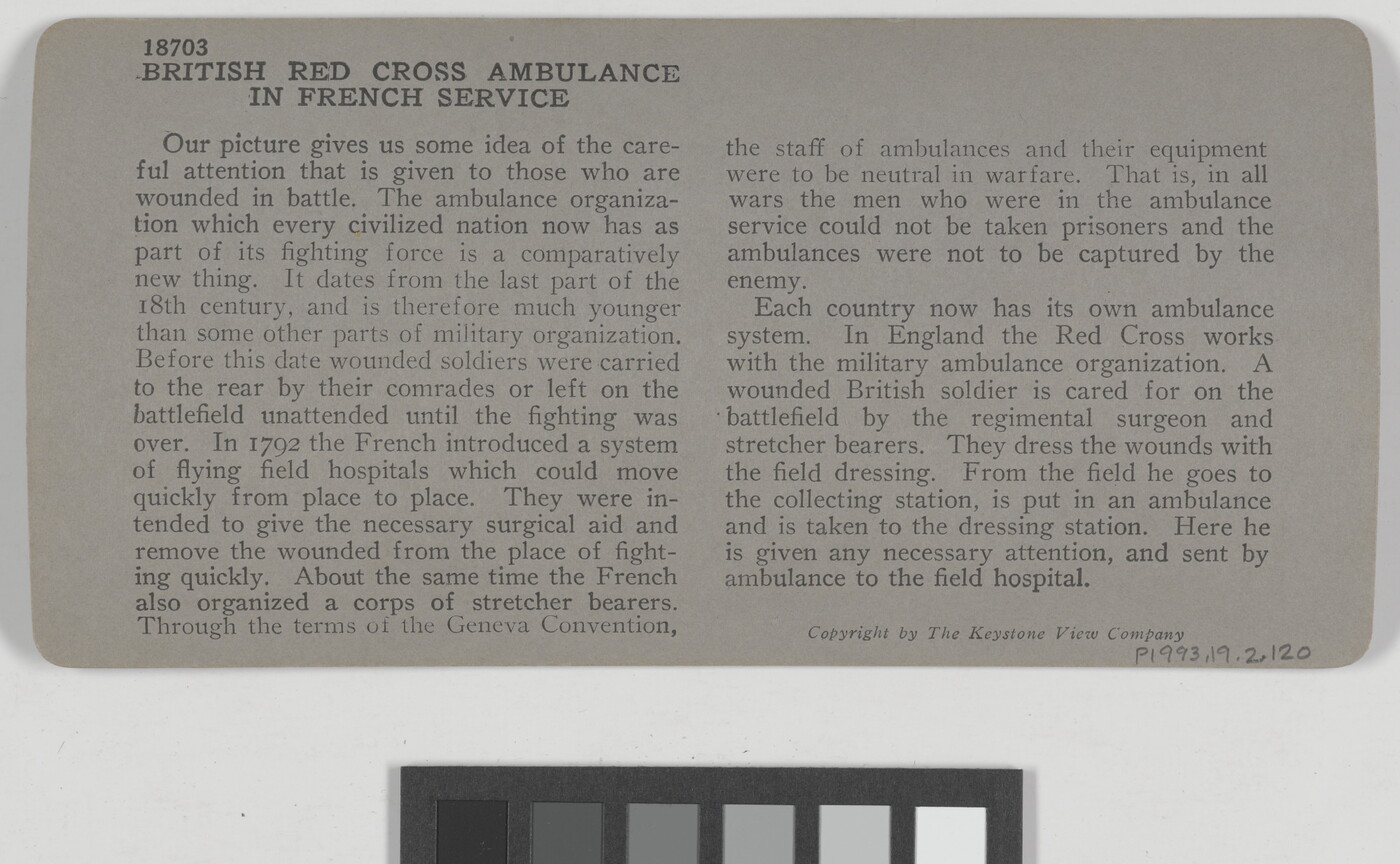 18703
BRITISH RED CROSS AMBULANCE
IN FRENCH SERVICE
Our picture gives us some idea of the care-
ful attention that is given to those who are
wounded in battle. The ambulance organiza-
tion which every civilized nation now has as
part of its fighting force is a comparatively
new thing. It dates from the last part of the
18th century, and is therefore much younger
than some other parts of military organization.
Before this date wounded soldiers were carried
to the rear by their comrades or left on the
battlefield unattended until the fighting was
over. In 1792 the French introduced a system
of flying field hospitals which could move
quickly from place to place. They were in-
tended to give the necessary surgical aid and
remove the wounded from the place of fight-
ing quickly. About the same time the French
also organized a corps of stretcher bearers.
Through the terms of the Geneva Convention,
the staff of ambulances and their equipment
were to be neutral in warfare. That is, in all
wars the men who were in the ambulance
service could not be taken prisoners and the
ambulances were not to be captured by the
enemy.
Each country now has its own ambulance
system. In England the Red Cross works
with the military ambulance organization. A
wounded British soldier is cared for on the
battlefield by the regimental surgeon and
stretcher bearers. They dress the wounds with
the field dressing. From the field he goes to
the collecting station, is put in an ambulance
and is taken to the dressing station. Here he
is given any necessary attention, and sent by
ambulance to the field hospital.
Copyright by The Keystone View Company
P1993.19.2.120